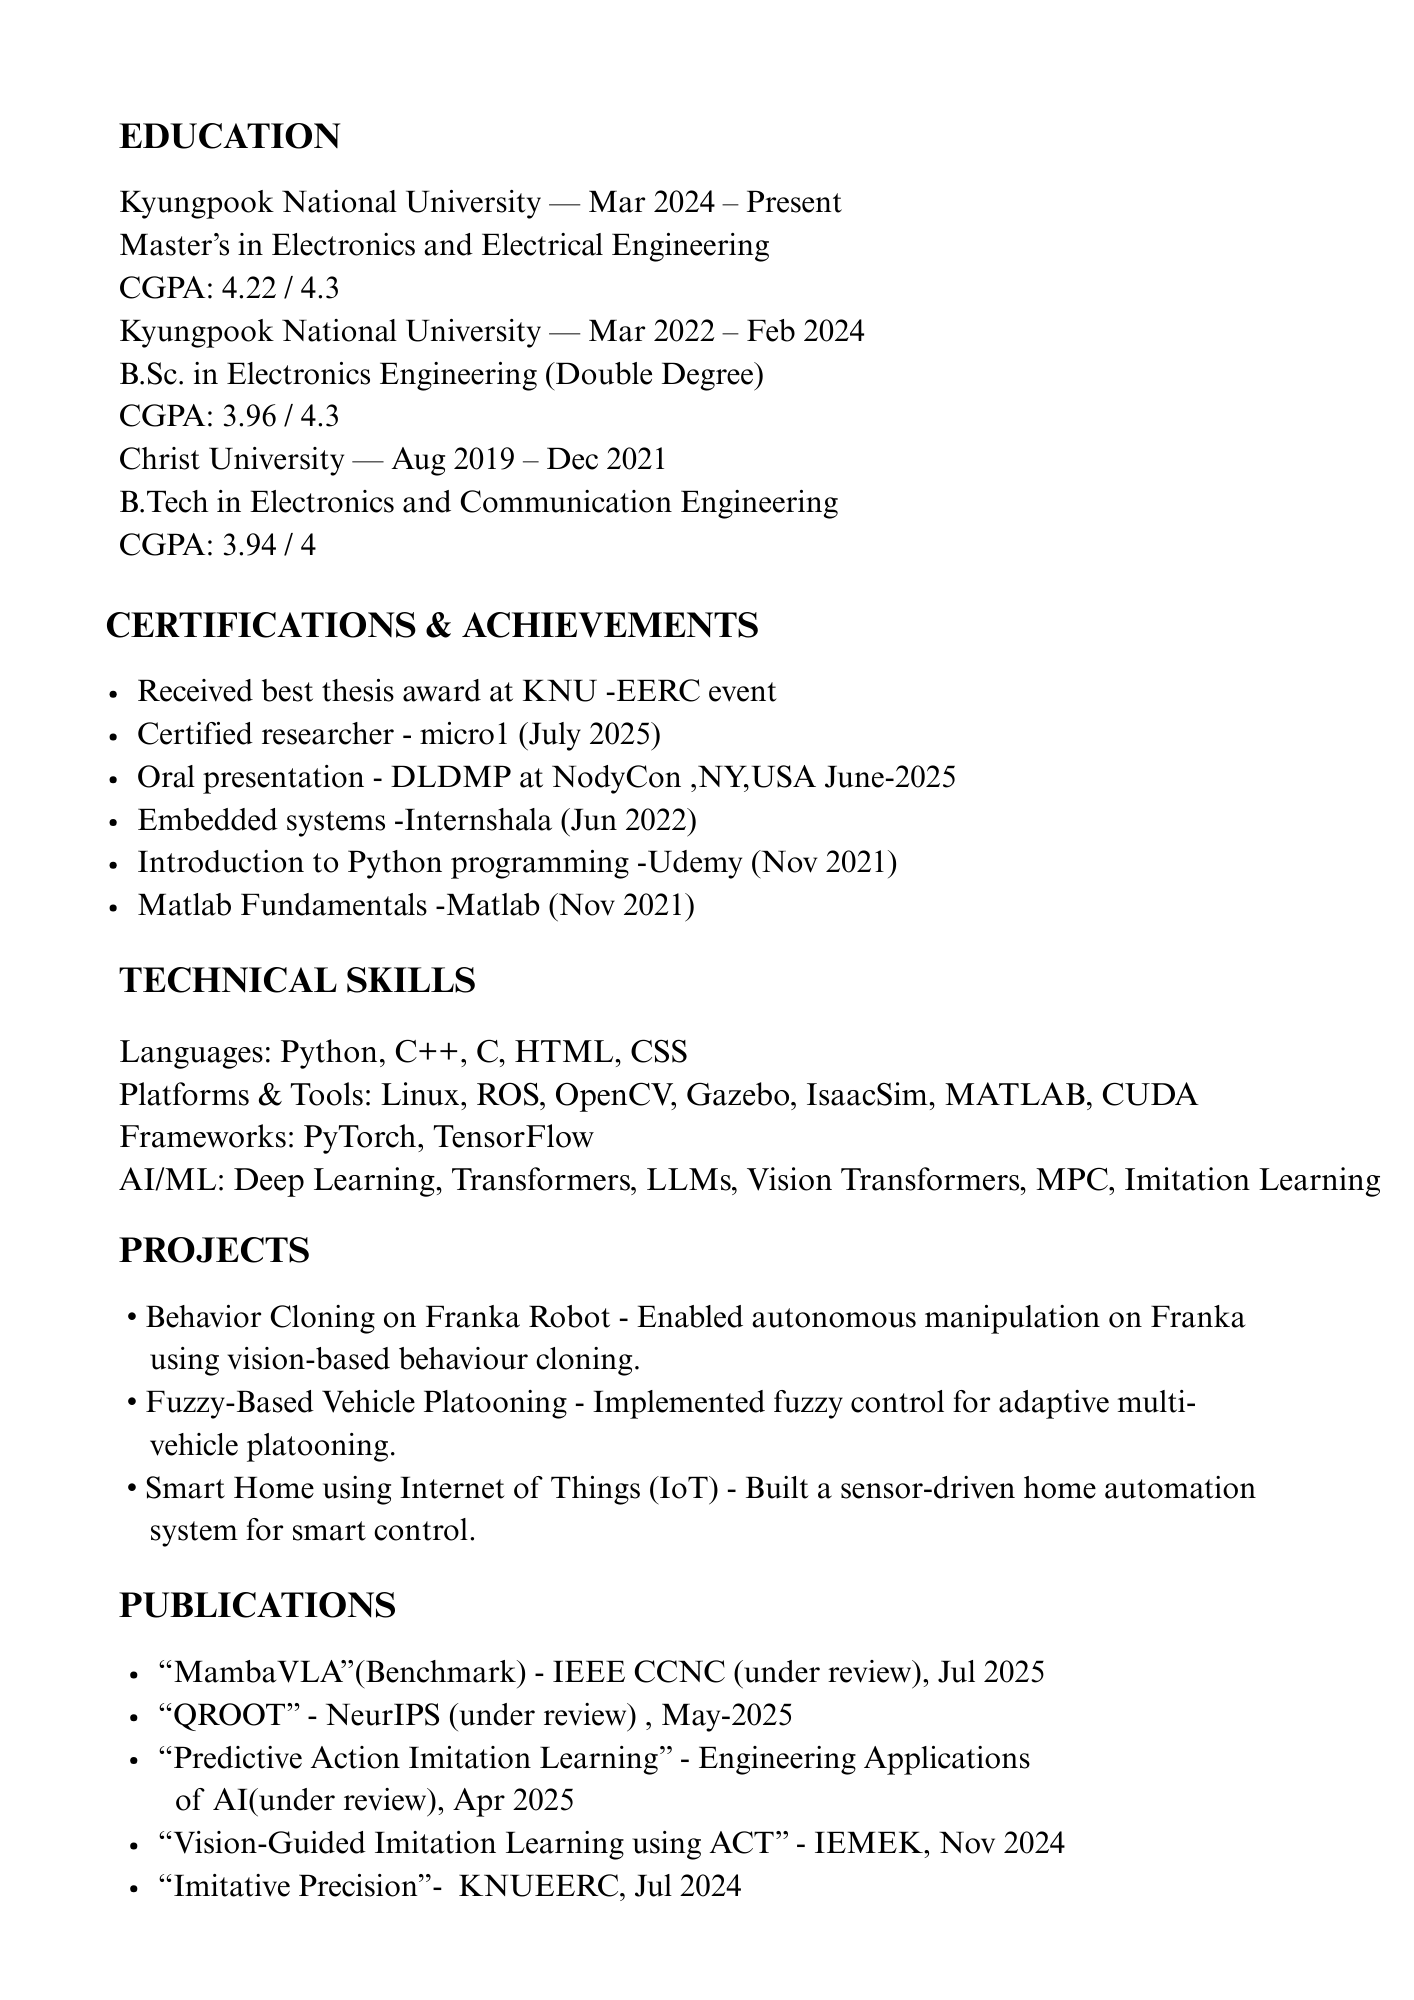 EDUCATION
Kyungpook National University — Mar 2024 – Present
Master’s in Electronics and Electrical Engineering
CGPA: 4.22 / 4.3
Kyungpook National University — Mar 2022 – Feb 2024
B.Sc. in Electronics Engineering (Double Degree)
CGPA: 3.96 / 4.3
Christ University — Aug 2019 – Dec 2021
B.Tech in Electronics and Communication Engineering
CGPA: 3.94 / 4
CERTIFICATIONS & ACHIEVEMENTS
• Received best thesis award at KNU -EERC event
• Certified researcher - micro1 (July 2025)
• Oral presentation - DLDMP at NodyCon ,NY,USA June-2025
• Embedded systems -Internshala (Jun 2022)
• Introduction to Python programming -Udemy (Nov 2021)
• Matlab Fundamentals -Matlab (Nov 2021)
TECHNICAL SKILLS
Languages: Python, C++, C, HTML, CSS
Platforms & Tools: Linux, ROS, OpenCV, Gazebo, IsaacSim, MATLAB, CUDA
Frameworks: PyTorch, TensorFlow
AI/ML: Deep Learning, Transformers, LLMs, Vision Transformers, MPC, Imitation Learning
PROJECTS
• Behavior Cloning on Franka Robot - Enabled autonomous manipulation on Franka
using vision-based behaviour cloning.
• Fuzzy-Based Vehicle Platooning - Implemented fuzzy control for adaptive multi-
vehicle platooning.
• Smart Home using Internet of Things (IoT) - Built a sensor-driven home automation
system for smart control.
PUBLICATIONS
• “MambaVLA”(Benchmark) - IEEE CCNC (under review), Jul 2025
• “QROOT” - NeurIPS (under review) , May-2025
• “Predictive Action Imitation Learning” - Engineering Applications
of AI(under review), Apr 2025
• “Vision-Guided Imitation Learning using ACT” - IEMEK, Nov 2024
• “Imitative Precision”- KNUEERC, Jul 2024